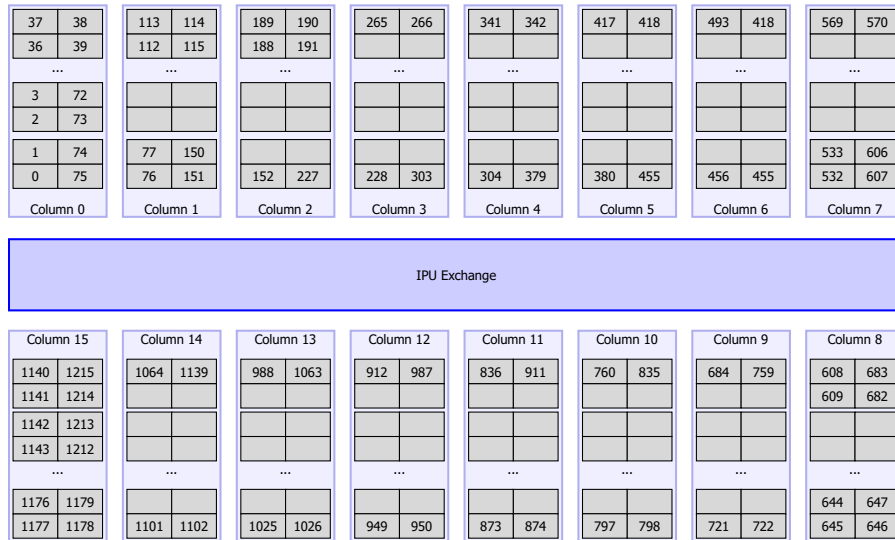 37 38 113 114 189 190 265 266 341 342 417 418 493 418 569 570
36 39 112 115 188 191
... ... ... ... ... ... ... ...
3 72
2 73
1 74 77 150 533 606
0 75 76 151 152 227 228 303 304 379 380 455 456 455 532 607
Column 0 Column 1 Column 2 Column 3 Column 4 Column 5 Column 6 Column 7
IPU Exchange
Column 15 Column 14 Column 13 Column 12 Column 11 Column 10 Column 9 Column 8
1140 1215 1064 1139 988 1063 912 987 836 911 760 835 684 759 608 683
1141 1214 609 682
1142 1213
1143 1212
... ... ... ... ... ... ... ...
1176 1179 644 647
1177 1178 1101 1102 1025 1026 949 950 873 874 797 798 721 722 645 646